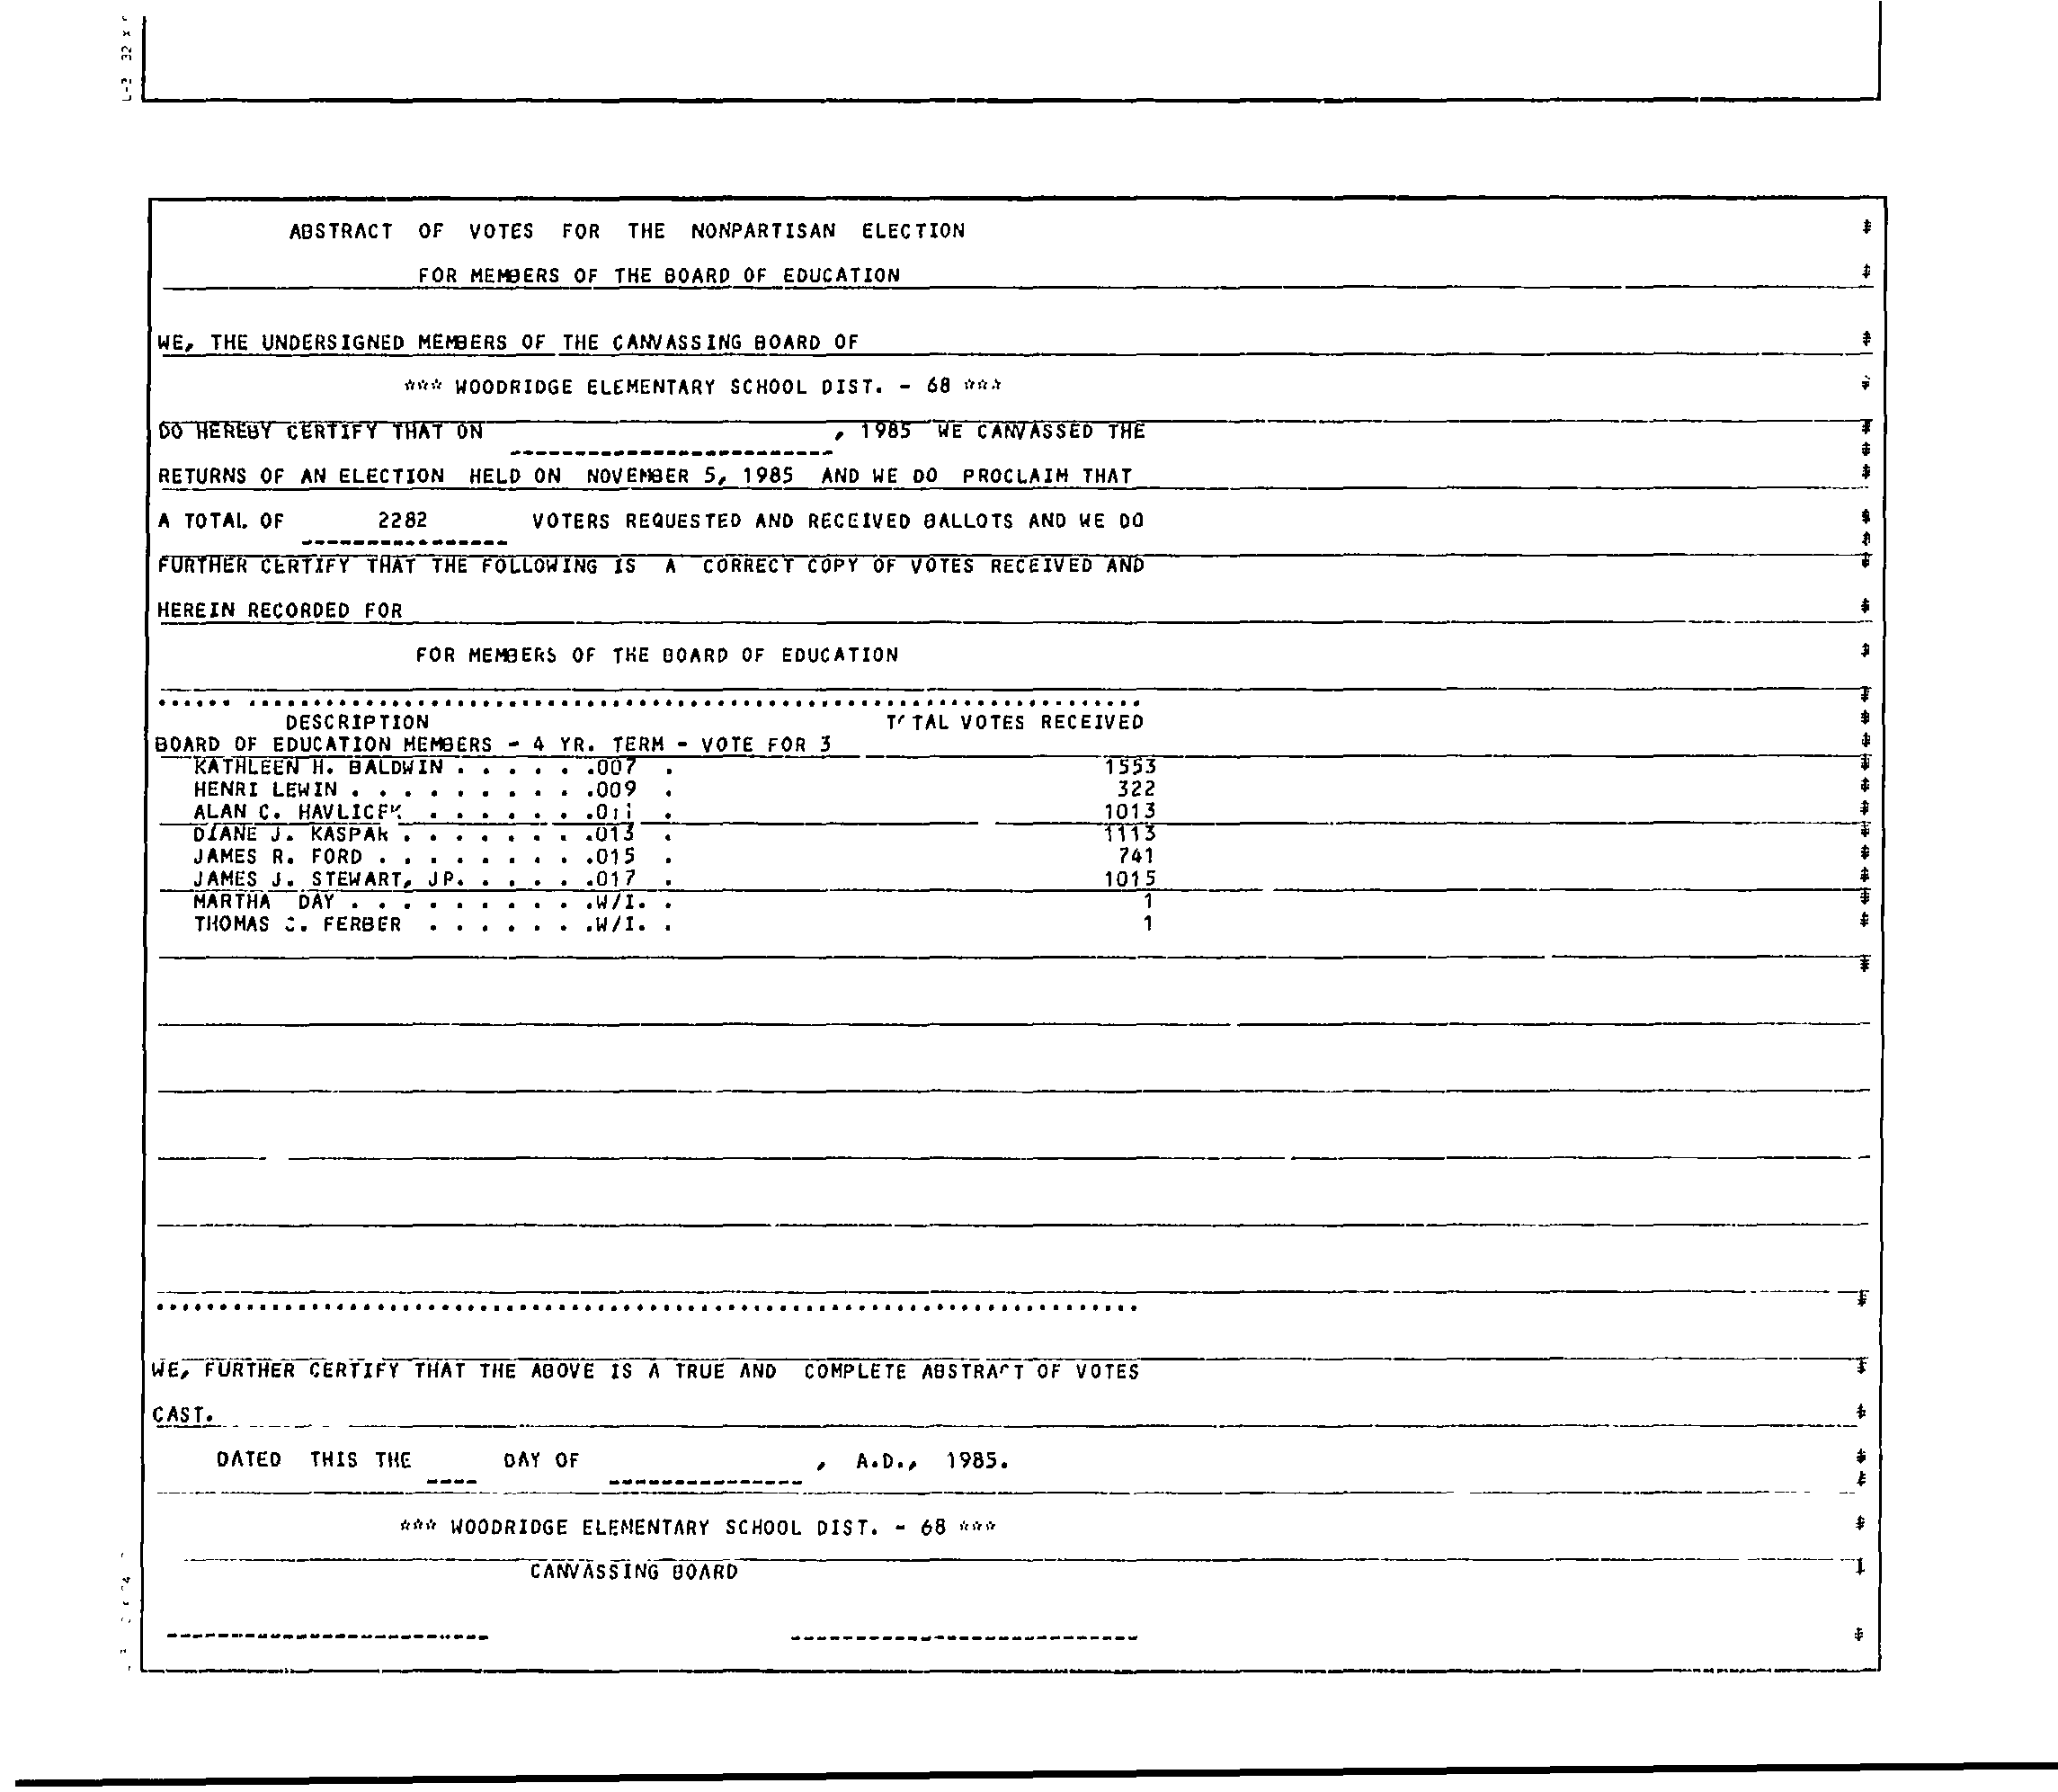 ABSTRACT OF VOTES FOR THE NONPARTISAN ELECTION
FOR MEMBERS OF THE BOARD OF EDUCATION
WE, THE UNDERSIGNED MEMBERS OF THE CANVASSING BOARD OF
*** WOODRIDGE ELEMENTARY SCHOOL DIST. - 68 ***
DO HEREBY CERTIFY THAT ON , 1985 WE CANVASSED THE
RETURNS OF AN ELECTION HELD ON NOVEMBER 5, 1985 AND WE DO PROCLAIM THAT
A TOTAL OF 2282 VOTERS REQUESTED AND RECEIVED BALLOTS AND WE DO
FURTHER CERTIFY THAT THE FOLLOWING IS A CORRECT COPY OF VOTES RECEIVED AND
HEREIN RECORDED FOR
FOR MEMBERS OF THE BOARD OF EDUCATION
DESCRIPTION TOTAL VOTES RECEIVED
BOARD OF EDUCATION MEMBERS - 4 YR. TERM - VOTE FOR 3
KATHLEEN H. BALDWIN . . . . . .007 . 1553
HENRI LEWIN . . . . . . . . . .009 . 322
ALAN C. HAVLICEK . . . . . . .011 . 1013
DIANE J. KASPAR . . . . . . . .013 . 1113
JAMES R. FORD . . . . . . . . .015 . 741
JAMES J. STEWART, JR. . . . . .017 . 1015
MARTHA DAY . . . . . . . . . .W/I. . 1
THOMAS . FERBER . . . . . . .W/I. . 1
WE, FURTHER CERTIFY THAT THE ABOVE IS A TRUE AND COMPLETE ABSTRACT OF VOTES
CAST.
DATED THIS THE DAY OF , A.D., 1985.
*** WOODRIDGE ELEMENTARY SCHOOL DIST. - 68 ***
CANVASSING BOARD